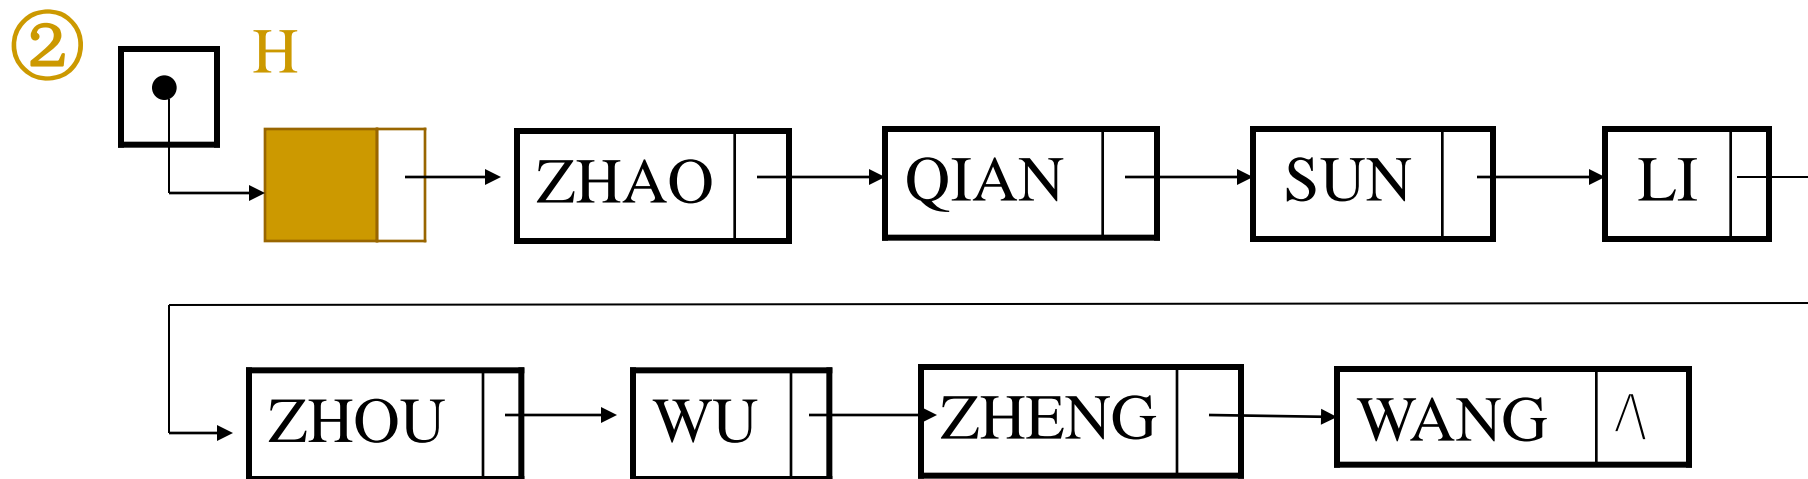 ② H
ZHAO QIAN SUN LI
ZHOU WU ZHENG WANG /\